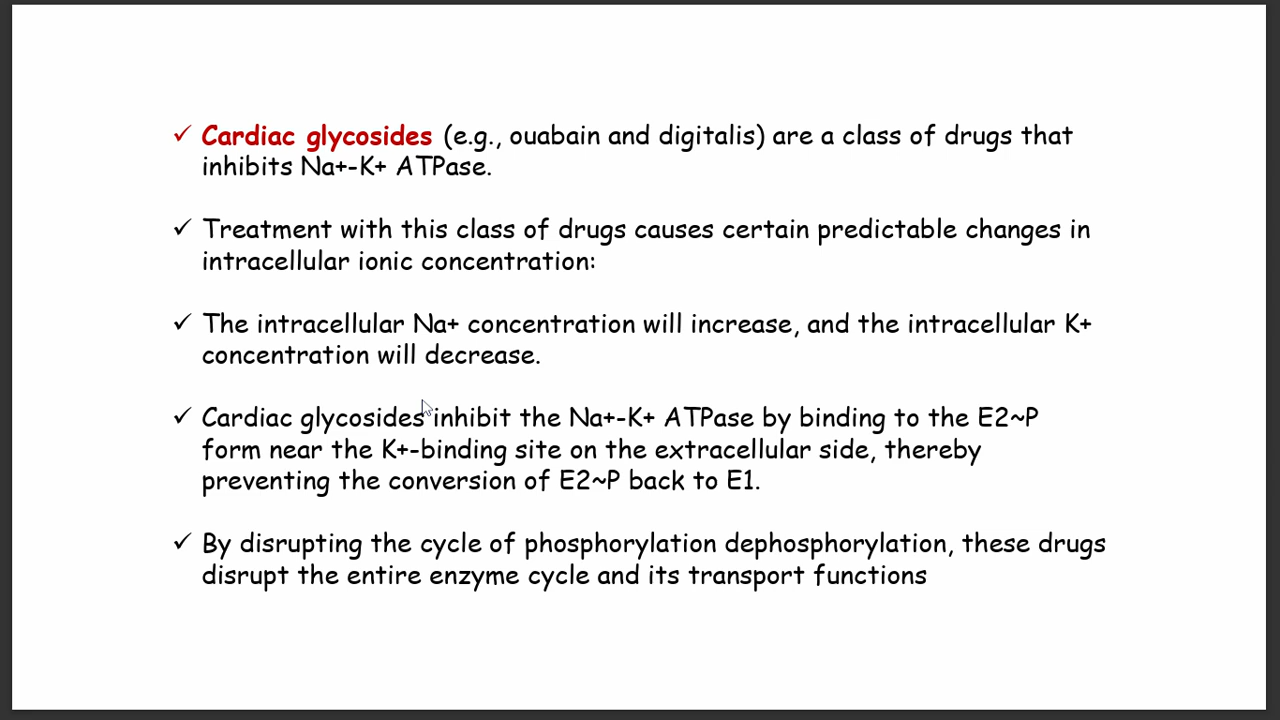 ✓ Cardiac glycosides (e.g., ouabain and digitalis) are a class of drugs that
inhibits Na+-K+ ATPase.
✓ Treatment with this class of drugs causes certain predictable changes in
intracellular ionic concentration:
✓ The intracellular Na+ concentration will increase, and the intracellular K+
concentration will decrease.
✓ Cardiac glycosides inhibit the Na+-K+ ATPase by binding to the E2~P
form near the K+-binding site on the extracellular side, thereby
preventing the conversion of E2~P back to E1.
✓ By disrupting the cycle of phosphorylation dephosphorylation, these drugs
disrupt the entire enzyme cycle and its transport functions